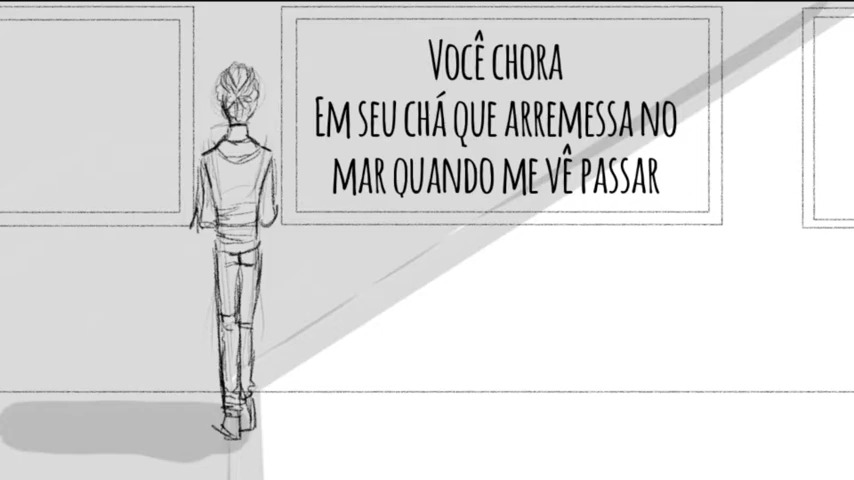 Você chora
Em seu chá que arremessa no
mar quando me vê passar